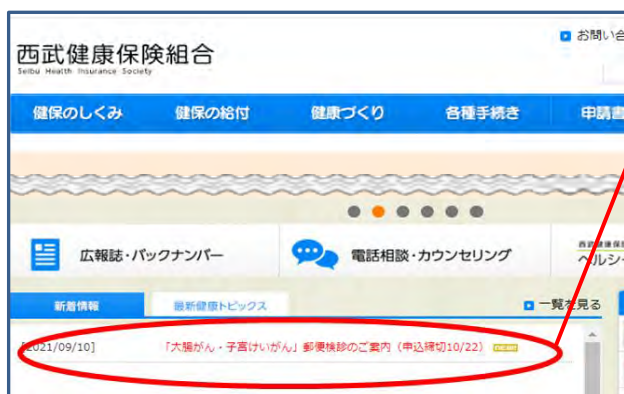 お問い合
西武健康保険組合
Seibu Health Insurance Society
健保のしくみ 健保の給付 健康づくり 各種手続き 申請書
広報誌・バックナンバー 電話相談・カウンセリング 西武健康保
ヘルシー
新着情報 最新健康トピックス 一覧を見る
[2021/09/10] 「大腸がん・子宮けいがん」郵便検診のご案内（申込締切10/22）